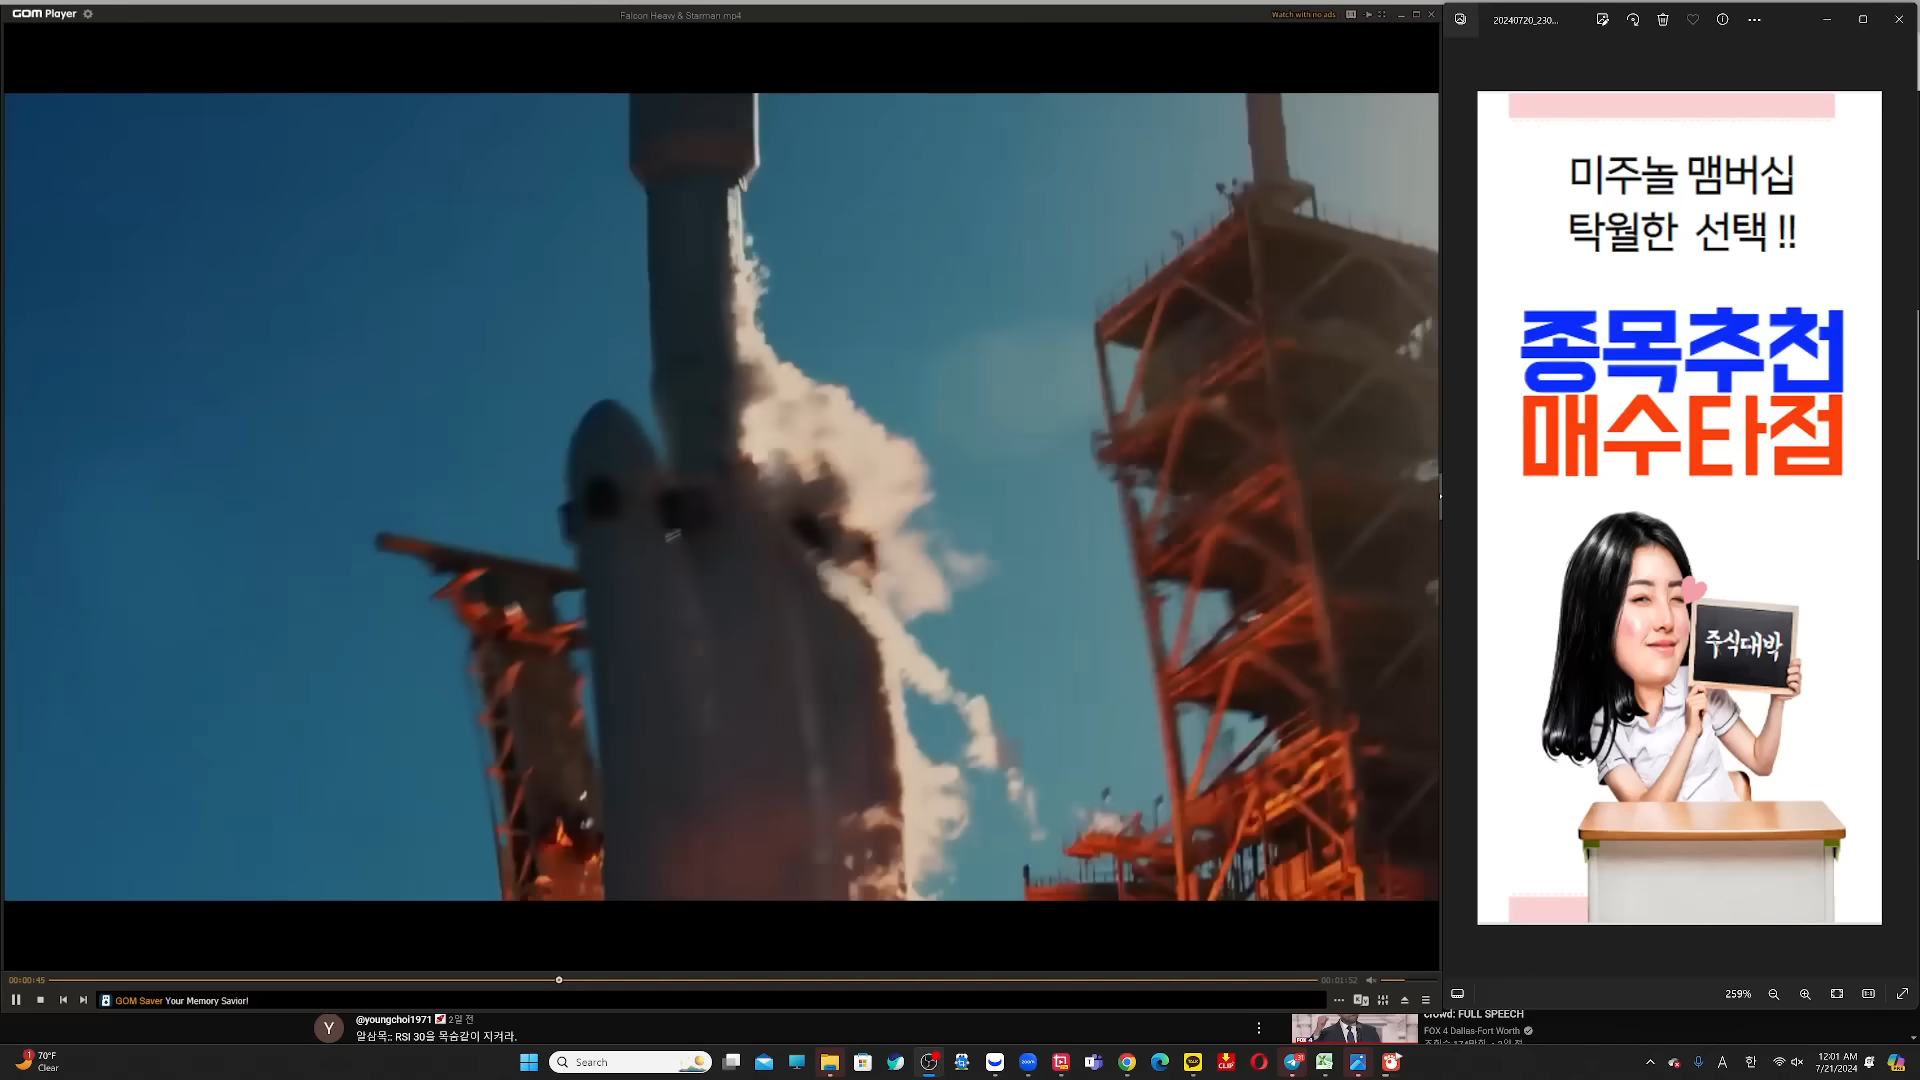 GOM Player
Falcon Heavy & Starman.mp4
Watch with no ads
20240720_230...
미주놀 맴버십
탁월한 선택 !!
종목추천
매수타점
주식대박
00:00:45
00:01:52
GOM Saver Your Memory Savior!
259%
@youngchoi1971 2일 전
알삼목;; RSI 30을 목숨같이 지켜라.
Crowd: FULL SPEECH
FOX 4 Dallas-Fort Worth
70°F
Clear
Search
12:01 AM
7/21/2024